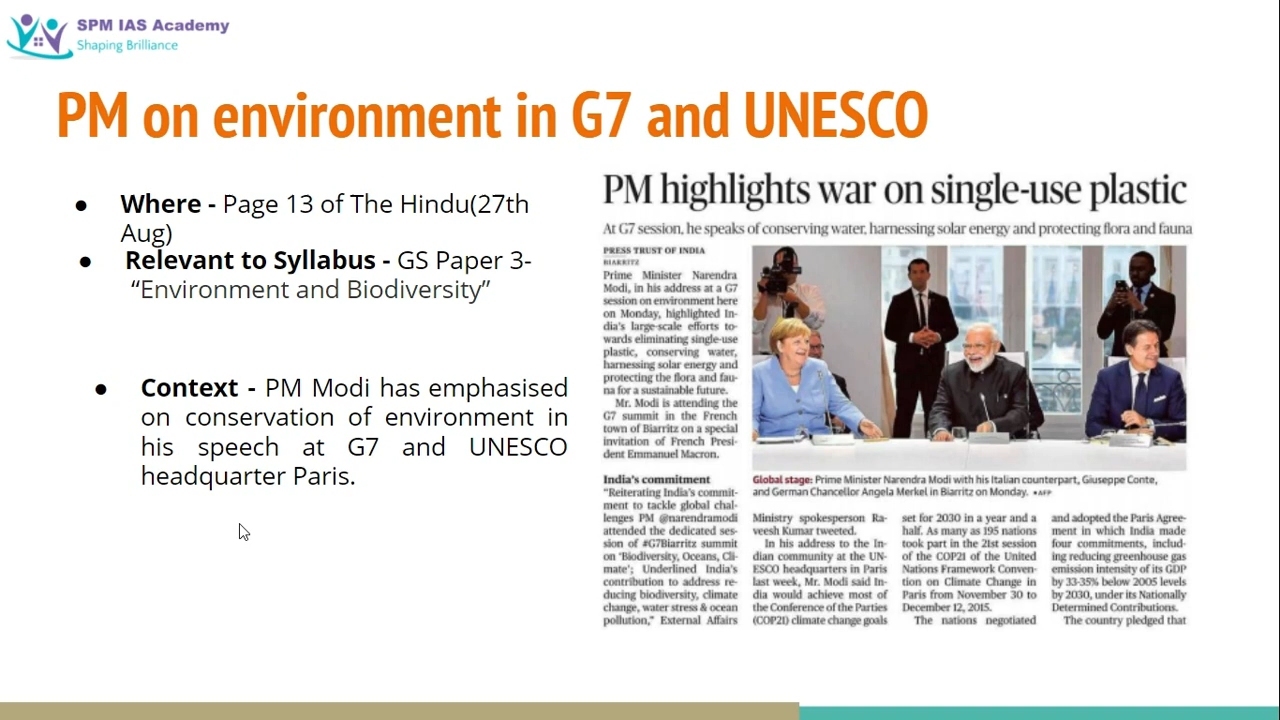 SPM IAS Academy
Shaping Brilliance
PM on environment in G7 and UNESCO
● Where - Page 13 of The Hindu(27th
Aug)
● Relevant to Syllabus - GS Paper 3-
“Environment and Biodiversity”
● Context - PM Modi has emphasised
on conservation of environment in
his speech at G7 and UNESCO
headquarter Paris.
PM highlights war on single-use plastic
At G7 session, he speaks of conserving water, harnessing solar energy and protecting flora and fauna
PRESS TRUST OF INDIA
BIARRITZ
Prime Minister Narendra
Modi, in his address at a G7
session on environment here
on Monday, highlighted In-
dia's large-scale efforts to-
wards eliminating single-use
plastic, conserving water,
harnessing solar energy and
protecting the flora and fau-
na for a sustainable future.
Mr. Modi is attending the
G7 summit in the French
town of Biarritz on a special
invitation of French Presi-
dent Emmanuel Macron.
India's commitment
“Reiterating India's commit-
ment to tackle global chal-
lenges PM @narendramodi
attended the dedicated ses-
sion of #G7Biarritz summit
on ‘Biodiversity, Oceans, Cli-
mate’; Underlined India's
contribution to address re-
ducing biodiversity, climate
change, water stress & ocean
pollution,” External Affairs
Global stage: Prime Minister Narendra Modi with his Italian counterpart, Giuseppe Conte,
and German Chancellor Angela Merkel in Biarritz on Monday. • AFP
Ministry spokesperson Ra-
veesh Kumar tweeted.
In his address to the In-
dian community at the UN-
ESCO headquarters in Paris
last week, Mr. Modi said In-
dia would achieve most of
the Conference of the Parties
(COP21) climate change goals
set for 2030 in a year and a
half. As many as 195 nations
took part in the 21st session
of the COP21 of the United
Nations Framework Conven-
tion on Climate Change in
Paris from November 30 to
December 12, 2015.
The nations negotiated
and adopted the Paris Agree-
ment in which India made
four commitments, includ-
ing reducing greenhouse gas
emission intensity of its GDP
by 33-35% below 2005 levels
by 2030, under its Nationally
Determined Contributions.
The country pledged that